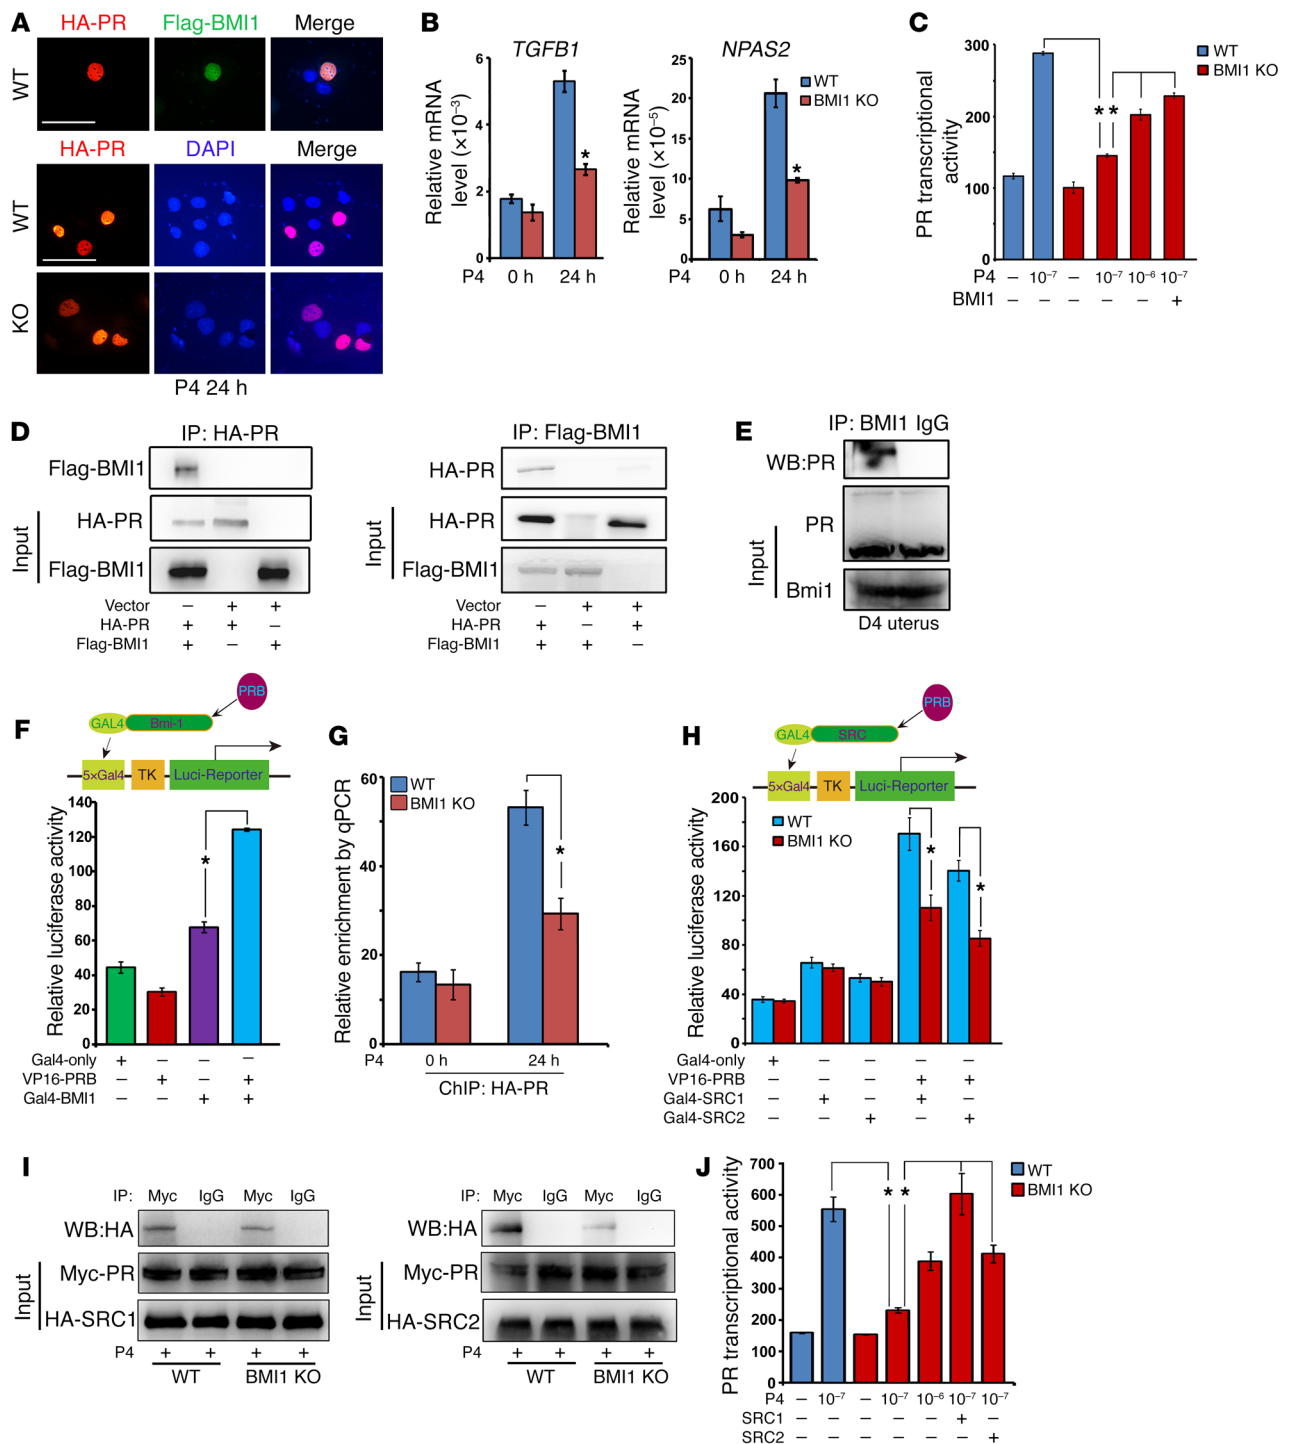 A
HA-PR
Flag-BMI1
Merge
WT
HA-PR
DAPI
Merge
WT
KO
P4 24 h
B
TGFB1
NPAS2
Relative mRNA
level (×10⁻³)
6
4
2
0
P4
0 h
24 h
*
Relative mRNA
level (×10⁻⁵)
25
20
15
10
5
0
P4
0 h
24 h
*
WT
BMI1 KO
C
PR transcriptional
activity
300
200
100
0
* *
WT
BMI1 KO
P4 – 10⁻⁷ – 10⁻⁷ 10⁻⁶ 10⁻⁷
BMI1 – – – – – +
D
IP: HA-PR
Flag-BMI1
Input
HA-PR
Flag-BMI1
Vector – + +
HA-PR + + –
Flag-BMI1 + – +
IP: Flag-BMI1
HA-PR
Input
HA-PR
Flag-BMI1
Vector – + +
HA-PR + – +
Flag-BMI1 + + –
E
IP: BMI1 IgG
WB:PR
Input
PR
Bmi1
D4 uterus
F
PRB
GAL4
Bmi-1
5×Gal4
TK
Luci-Reporter
Relative luciferase activity
140
120
100
80
60
40
20
0
*
Gal4-only + – – –
VP16-PRB – + – +
Gal4-BMI1 – – + +
G
Relative enrichment by qPCR
60
40
20
0
WT
BMI1 KO
*
P4
0 h
24 h
ChIP: HA-PR
H
PRB
GAL4
SRC
5×Gal4
TK
Luci-Reporter
Relative luciferase activity
200
160
120
80
40
0
WT
BMI1 KO
*
*
Gal4-only + – – – –
VP16-PRB – – – + +
Gal4-SRC1 – + – + –
Gal4-SRC2 – – + – +
I
IP: Myc IgG Myc IgG
WB:HA
Input
Myc-PR
HA-SRC1
P4 + + + +
WT
BMI1 KO
IP: Myc IgG Myc IgG
WB:HA
Input
Myc-PR
HA-SRC2
P4 + + + +
WT
BMI1 KO
J
PR transcriptional activity
700
600
500
400
300
200
100
0
* *
WT
BMI1 KO
P4 – 10⁻⁷ – 10⁻⁷ 10⁻⁶ 10⁻⁷ 10⁻⁷
SRC1 – – – – – + –
SRC2 – – – – – – +